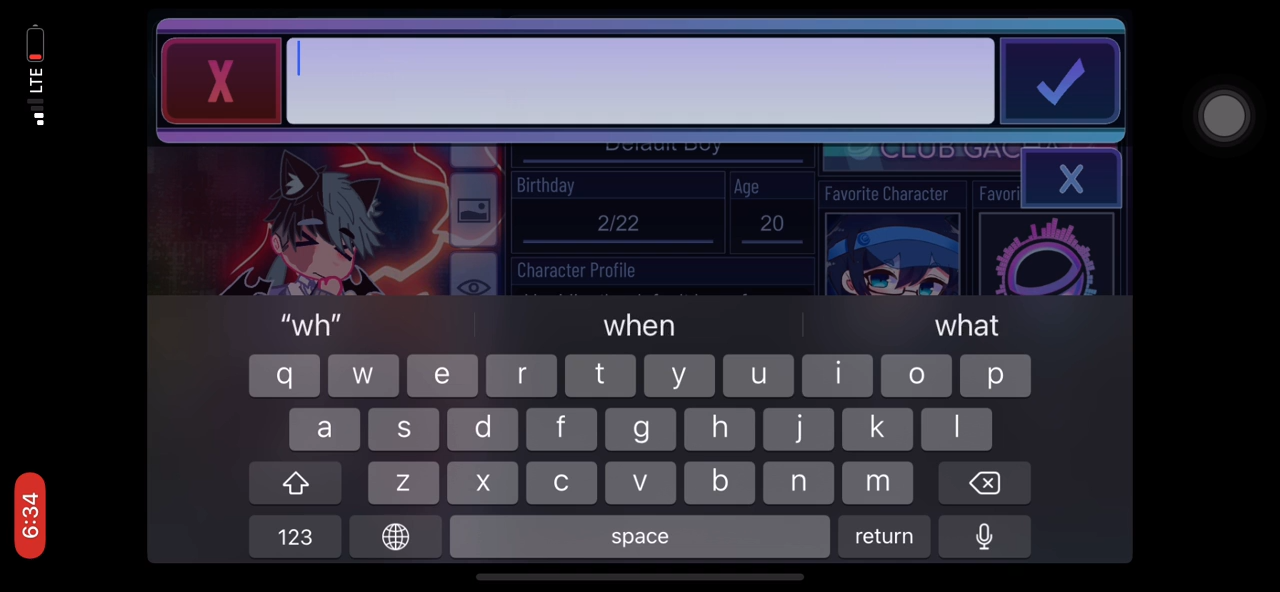 LTE
6:34
X
Default Boy
CLUB GACHA
X
Birthday
Age
Favorite Character
Favori
2/22
20
Character Profile
“wh” when what
q w e r t y u i o p
a s d f g h j k l
z x c v b n m
123 space return